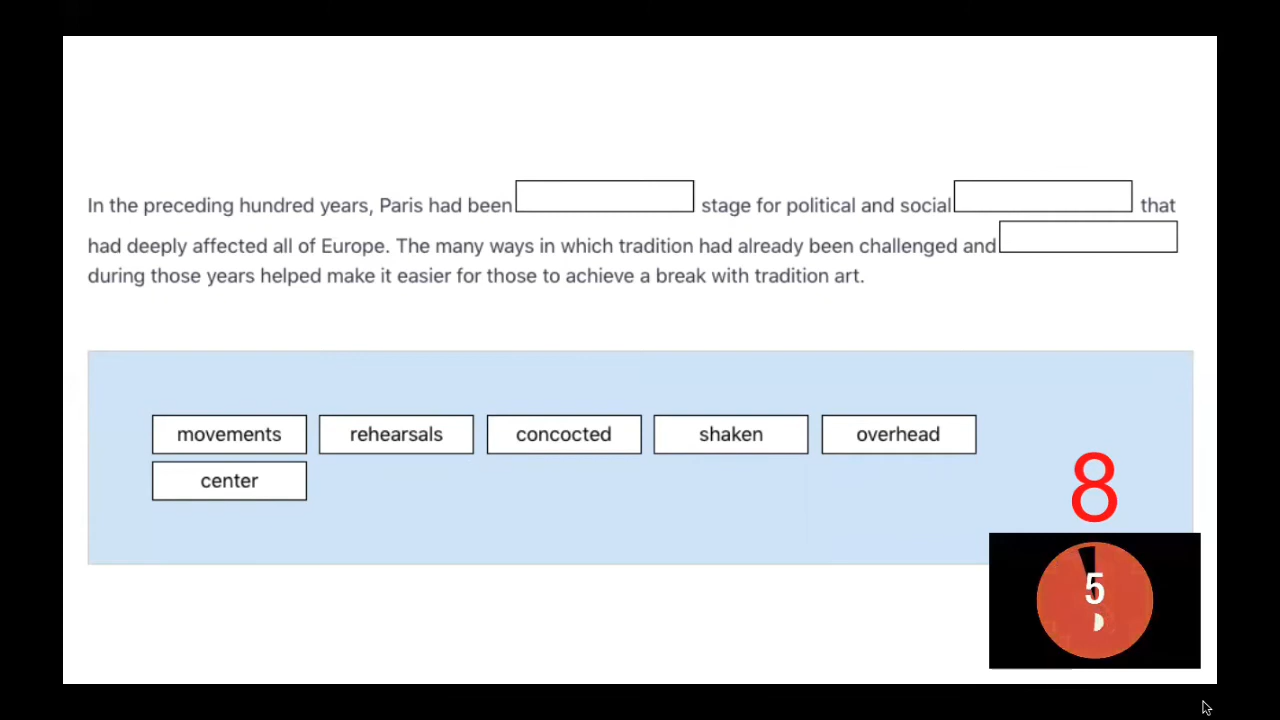 In the preceding hundred years, Paris had been stage for political and social that
had deeply affected all of Europe. The many ways in which tradition had already been challenged and
during those years helped make it easier for those to achieve a break with tradition art.
movements rehearsals concocted shaken overhead
center
8
5